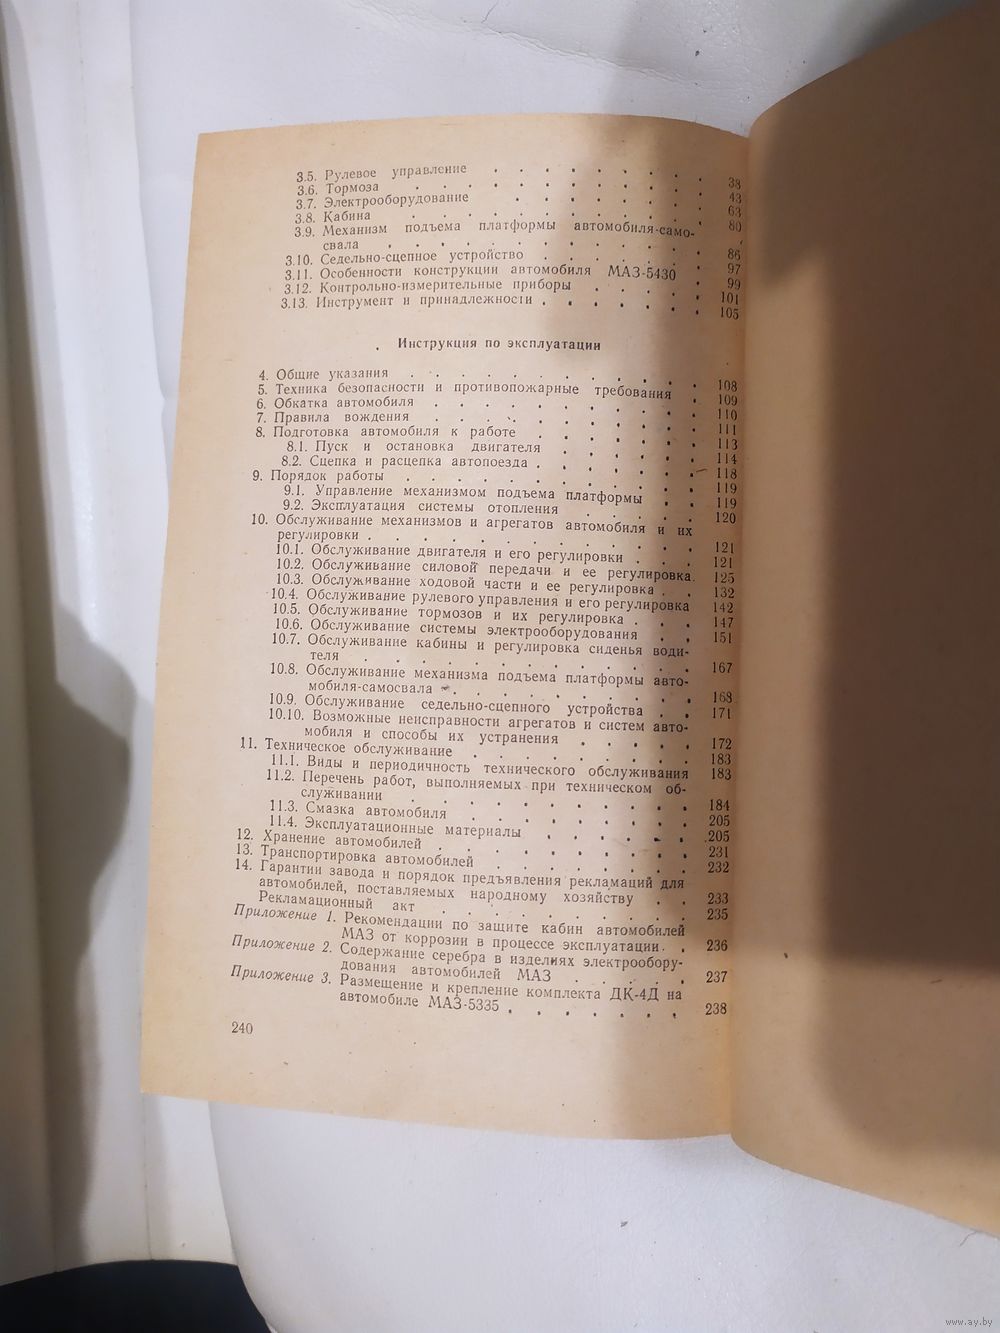 3.5. Рулевое управление . . . . . . . . . 38
3.6. Тормоза . . . . . . . . . . . . 43
3.7. Электрооборудование . . . . . . . . 63
3.8. Кабина . . . . . . . . . . . . 80
3.9. Механизм подъема платформы автомобиля-само-
свала . . . . . . . . . . . . 86
3.10. Седельно-сцепное устройство . . . . . . . 97
3.11. Особенности конструкции автомобиля МАЗ-5430 . 99
3.12. Контрольно-измерительные приборы . . . . . 101
3.13. Инструмент и принадлежности . . . . . . . 105
Инструкция по эксплуатации
4. Общие указания . . . . . . . . . . . 108
5. Техника безопасности и противопожарные требования . 109
6. Обкатка автомобиля . . . . . . . . . . 110
7. Правила вождения . . . . . . . . . . 111
8. Подготовка автомобиля к работе . . . . . . . 113
8.1. Пуск и остановка двигателя . . . . . . 114
8.2. Сцепка и расцепка автопоезда . . . . . . . 118
9. Порядок работы . . . . . . . . . . . 119
9.1. Управление механизмом подъема платформы . . 119
9.2. Эксплуатация системы отопления . . . . . 120
10. Обслуживание механизмов и агрегатов автомобиля и их
регулировки . . . . . . . . . . . . 121
10.1. Обслуживание двигателя и его регулировки . . . 121
10.2. Обслуживание силовой передачи и ее регулировка. 125
10.3. Обслуживание ходовой части и ее регулировка . . 132
10.4. Обслуживание рулевого управления и его регулировка 142
10.5. Обслуживание тормозов и их регулировка . . . 147
10.6. Обслуживание системы электрооборудования . . 151
10.7. Обслуживание кабины и регулировка сиденья води-
теля . . . . . . . . . . . . 167
10.8. Обслуживание механизма подъема платформы авто-
мобиля-самосвала . . . . . . . . . . 168
10.9. Обслуживание седельно-сцепного устройства . . 171
10.10. Возможные неисправности агрегатов и систем авто-
мобиля и способы их устранения . . . . . 172
11. Техническое обслуживание . . . . . . . . . 183
11.1. Виды и периодичность технического обслуживания 183
11.2. Перечень работ, выполняемых при техническом об-
служивании . . . . . . . . . . . 184
11.3. Смазка автомобиля . . . . . . . . . 205
11.4. Эксплуатационные материалы . . . . . . 205
12. Хранение автомобилей . . . . . . . . . . 231
13. Транспортировка автомобилей . . . . . . . . 232
14. Гарантии завода и порядок предъявления рекламаций для
автомобилей, поставляемых народному хозяйству . . 233
Рекламационный акт . . . . . . . . . . 235
Приложение 1. Рекомендации по защите кабин автомобилей
МАЗ от коррозии в процессе эксплуатации. . 236
Приложение 2. Содержание серебра в изделиях электрообору-
дования автомобилей МАЗ . . . . . 237
Приложение 3. Размещение и крепление комплекта ДК-4Д на
автомобиле МАЗ-5335 . . . . . . . 238
240
www.ay.by